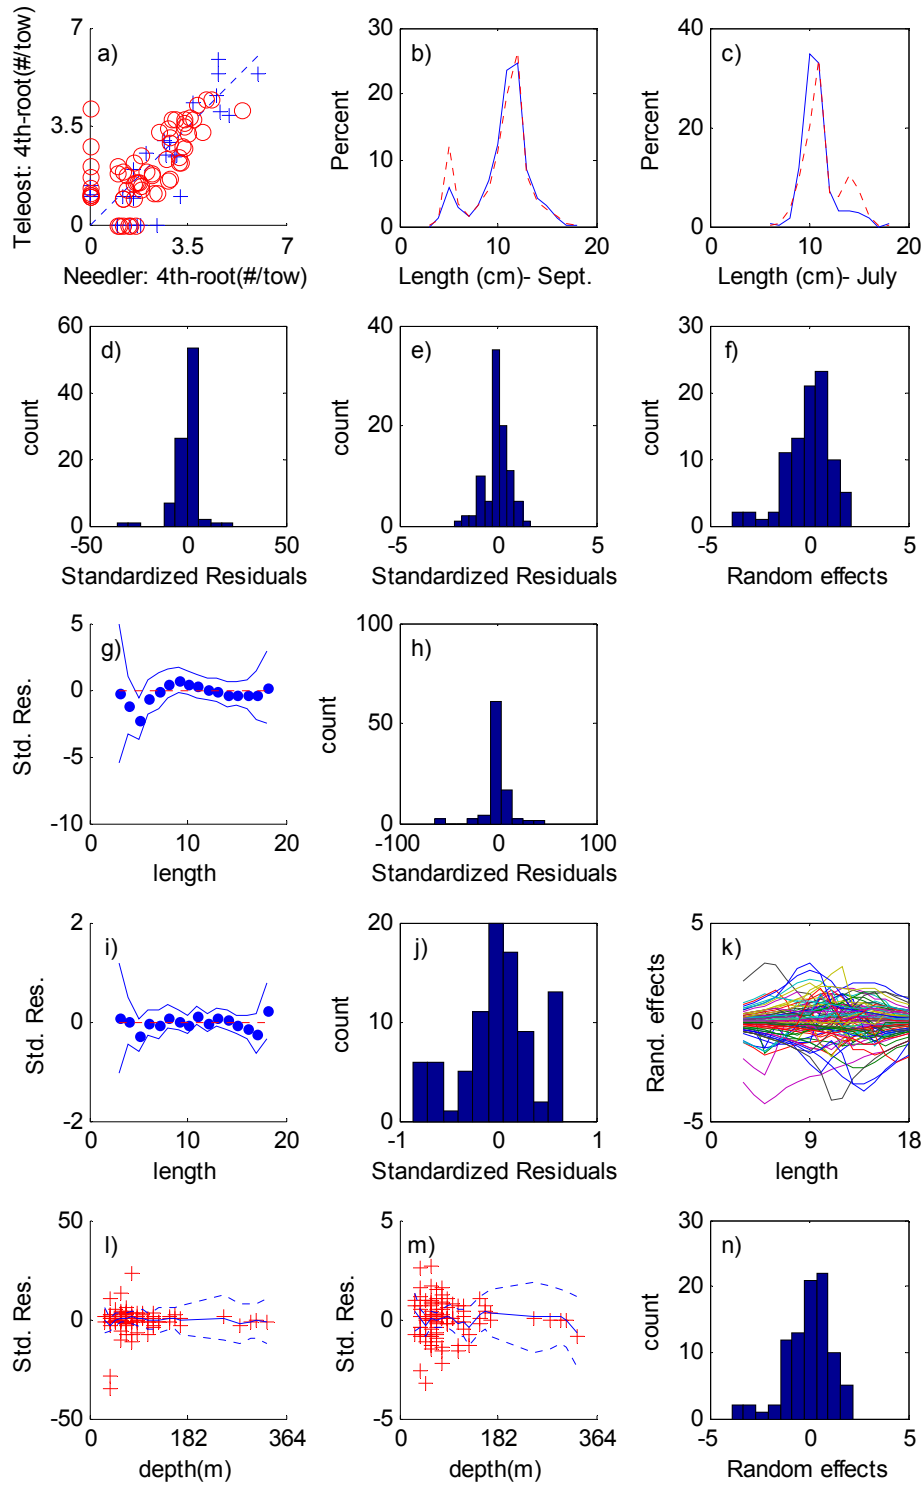 a)
7
3.5
0
Teleost: 4th-root(#/tow)
0 3.5 7
Needler: 4th-root(#/tow)
b)
30
20
10
0
Percent
0 10 20
Length (cm)- Sept.
c)
40
20
0
Percent
0 10 20
Length (cm)- July
d)
60
40
20
0
count
-50 0 50
Standardized Residuals
e)
40
20
0
count
-5 0 5
Standardized Residuals
f)
30
20
10
0
count
-5 0 5
Random effects
g)
5
0
-5
-10
Std. Res.
0 10 20
length
h)
100
50
0
count
-100 0 100
Standardized Residuals
i)
2
0
-2
Std. Res.
0 10 20
length
j)
20
10
0
count
-1 0 1
Standardized Residuals
k)
5
0
-5
Rand. effects
0 9 18
length
l)
50
0
-50
Std. Res.
0 182 364
depth(m)
m)
5
0
-5
Std. Res.
0 182 364
depth(m)
n)
30
20
10
0
count
-5 0 5
Random effects